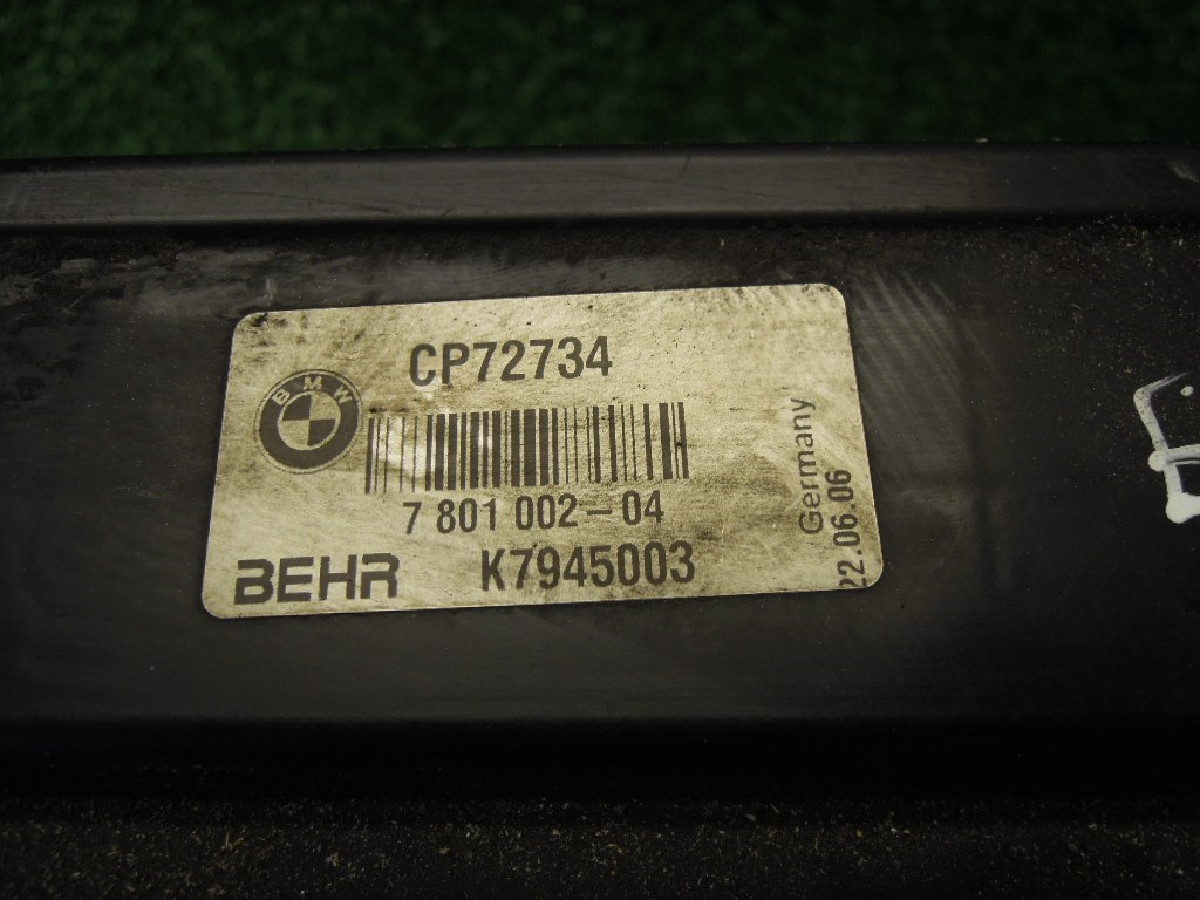 CP72734
BMW
7 801 002-04
BEHR K7945003
Germany
22.06.06